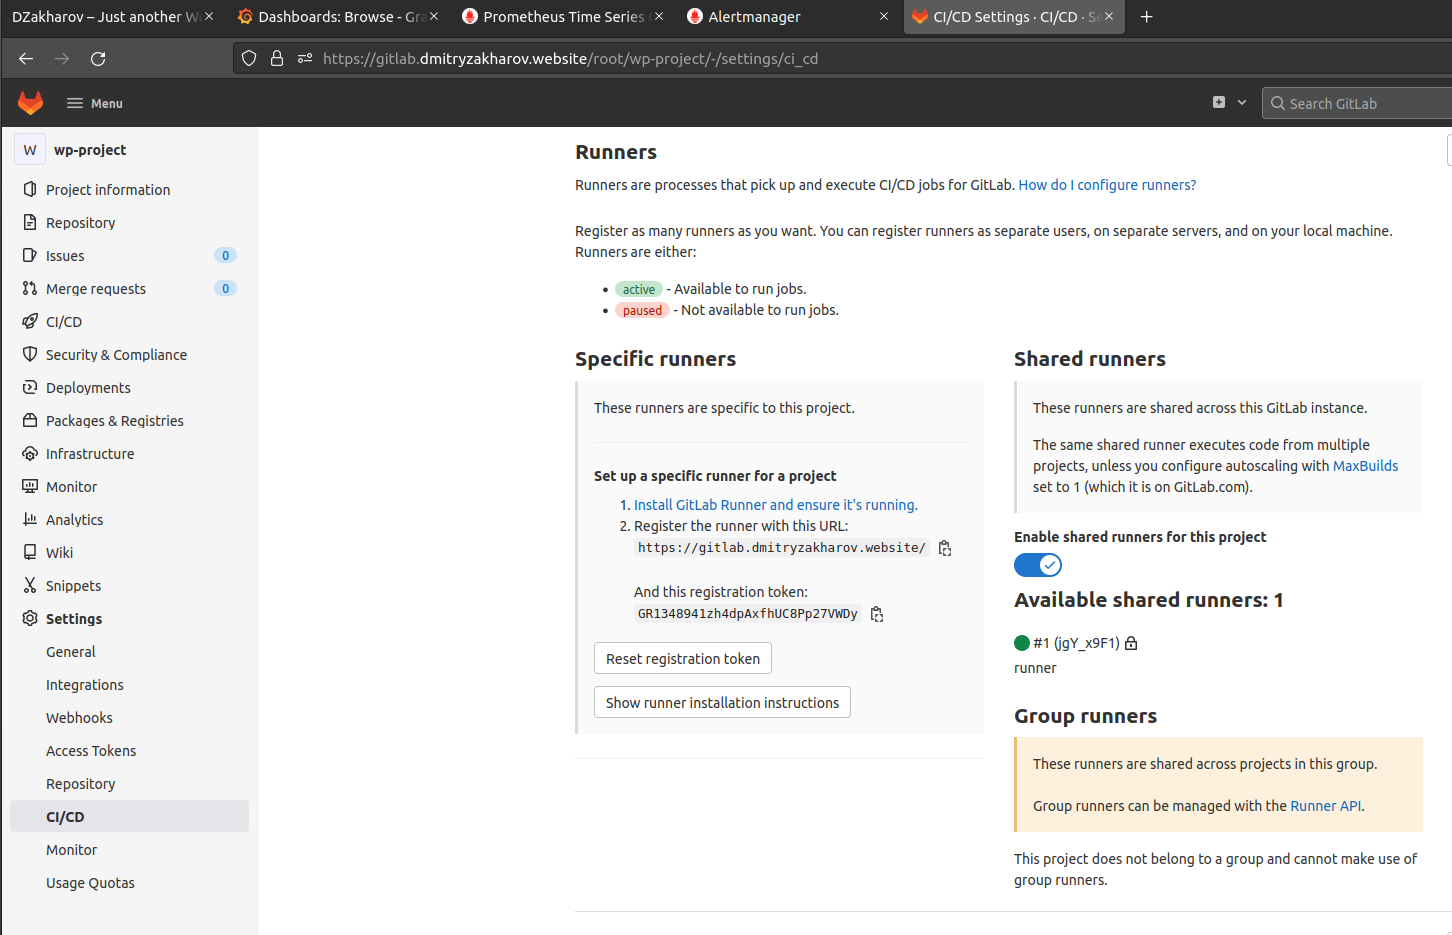 DZakharov – Just another W
Dashboards: Browse - Gra
Prometheus Time Series
Alertmanager
CI/CD Settings · CI/CD · Se
https://gitlab.dmitryzakharov.website/root/wp-project/-/settings/ci_cd
Menu
Search GitLab
W wp-project
Project information
Repository
Issues 0
Merge requests 0
CI/CD
Security & Compliance
Deployments
Packages & Registries
Infrastructure
Monitor
Analytics
Wiki
Snippets
Settings
General
Integrations
Webhooks
Access Tokens
Repository
CI/CD
Monitor
Usage Quotas
Runners
Runners are processes that pick up and execute CI/CD jobs for GitLab. How do I configure runners?
Register as many runners as you want. You can register runners as separate users, on separate servers, and on your local machine.
Runners are either:
• active - Available to run jobs.
• paused - Not available to run jobs.
Specific runners
These runners are specific to this project.
Set up a specific runner for a project
1. Install GitLab Runner and ensure it's running.
2. Register the runner with this URL:
https://gitlab.dmitryzakharov.website/
And this registration token:
GR1348941zh4dpAxfhUC8Pp27VWDy
Reset registration token
Show runner installation instructions
Shared runners
These runners are shared across this GitLab instance.
The same shared runner executes code from multiple
projects, unless you configure autoscaling with MaxBuilds
set to 1 (which it is on GitLab.com).
Enable shared runners for this project
Available shared runners: 1
#1 (jgY_x9F1)
runner
Group runners
These runners are shared across projects in this group.
Group runners can be managed with the Runner API.
This project does not belong to a group and cannot make use of
group runners.